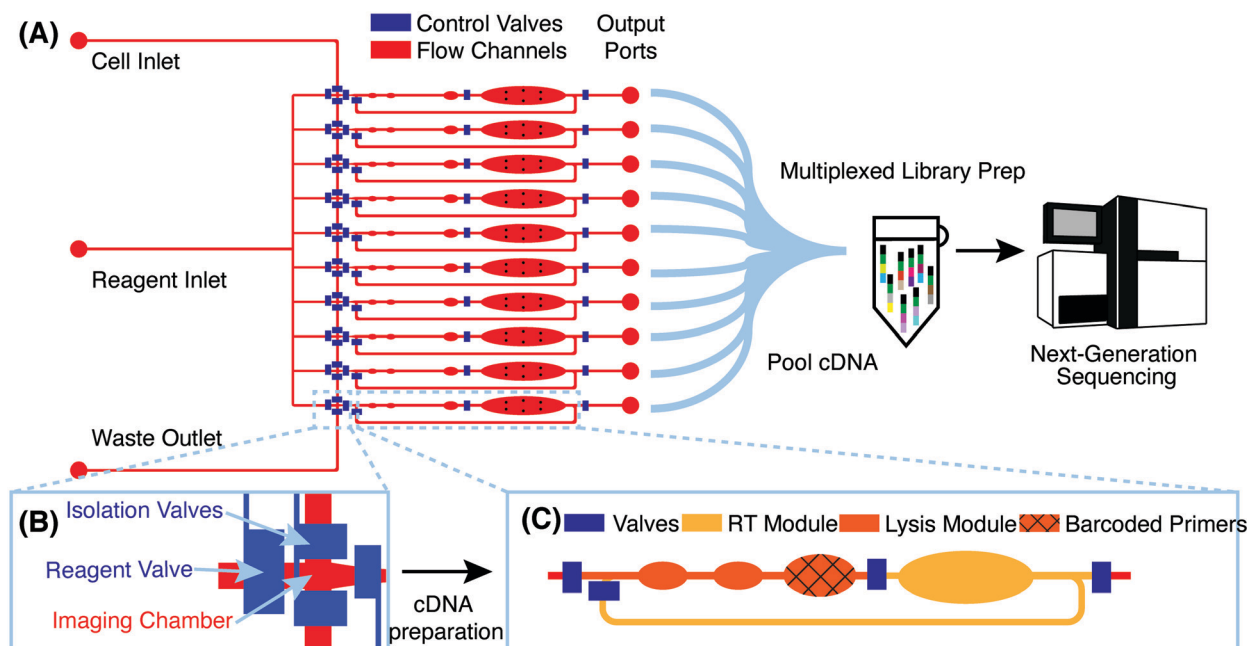 (A)
Cell Inlet
Control Valves
Flow Channels
Output
Ports
Reagent Inlet
Waste Outlet
Multiplexed Library Prep
Pool cDNA
Next-Generation
Sequencing
(B)
Isolation Valves
Reagent Valve
Imaging Chamber
cDNA
preparation
(C)
Valves
RT Module
Lysis Module
Barcoded Primers